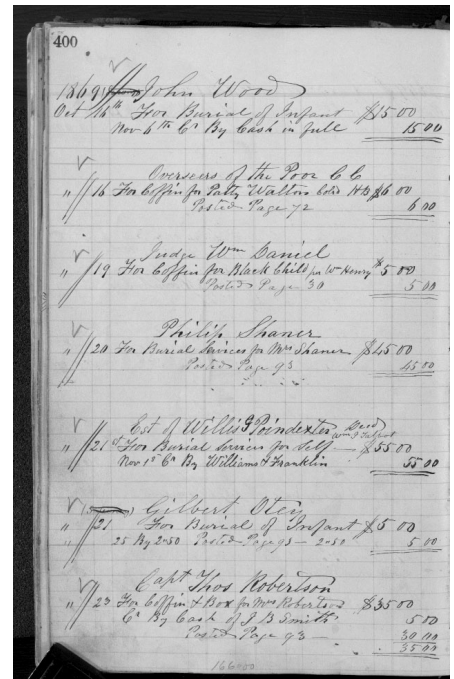 400
1869 John Wood
Oct 16th For Burial of Infant $15 00
Nov 6th Cr By Cash in full 15 00
Overseers of the Poor C C
" 16 For Coffin for Patty Walton Cold $6 00
Posted Page 72 6 00
Judge Wm Daniel
" 19 For Coffin for Black Child for Wm Henry $5 00
Posted Page 30 5 00
Philip Shaner
" 20 For Burial Services for Mrs Shaner $45 00
Posted Page 93 45 00
Est of Willis G Poindexter Decd
" 21st For Burial Services for Self — $55 00
Nov 1st Cr By Williams & Franklin 55 00
Gilbert Otey
" 21 For Burial of Infant $5 00
" 25 By 2=50 Posted Page 93 - 2=50 5 00
Capt Thos Robertson
" 23 For Coffin & Box for Mrs Robertson $35 00
Cr By Cash of J B Smith 5 00
Posted Page 93 — 30 00
35 00
166=00